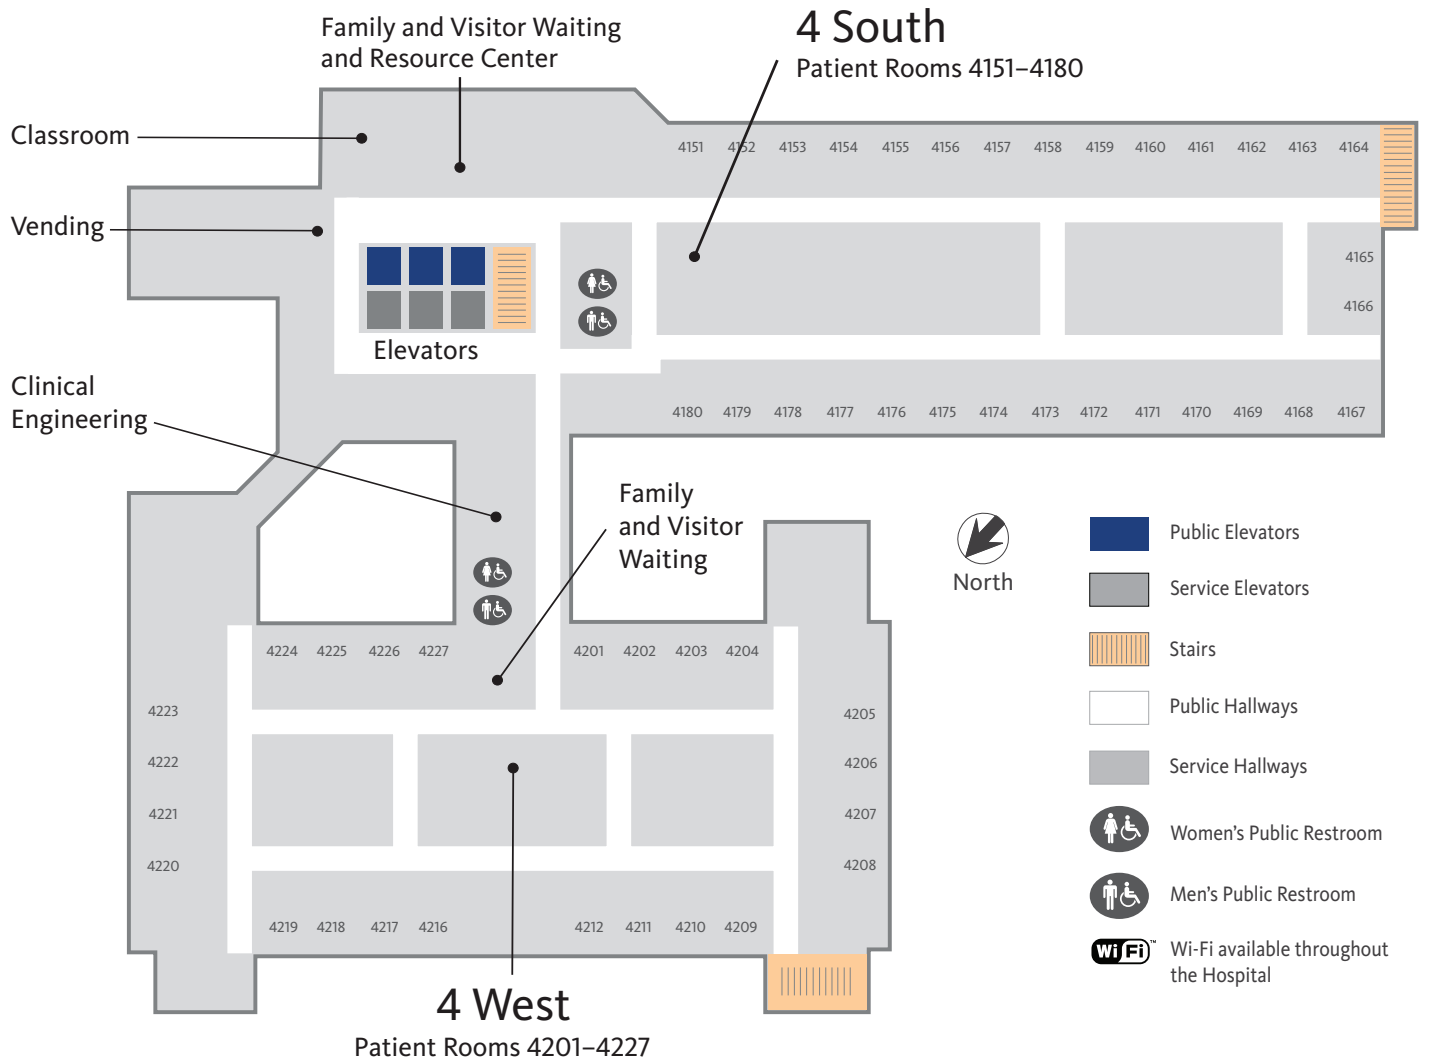 Family and Visitor Waiting
and Resource Center
4 South
Patient Rooms 4151–4180
Classroom
4151 4152 4153 4154 4155 4156 4157 4158 4159 4160 4161 4162 4163 4164
Vending
4165
4166
Elevators
Clinical
Engineering
4180 4179 4178 4177 4176 4175 4174 4173 4172 4171 4170 4169 4168 4167
Family
and Visitor
Waiting
North
Public Elevators
Service Elevators
Stairs
Public Hallways
Service Hallways
Women's Public Restroom
Men's Public Restroom
Wi Fi™
Wi-Fi available throughout
the Hospital
4224 4225 4226 4227
4201 4202 4203 4204
4223
4222
4221
4220
4205
4206
4207
4208
4219 4218 4217 4216
4212 4211 4210 4209
4 West
Patient Rooms 4201–4227